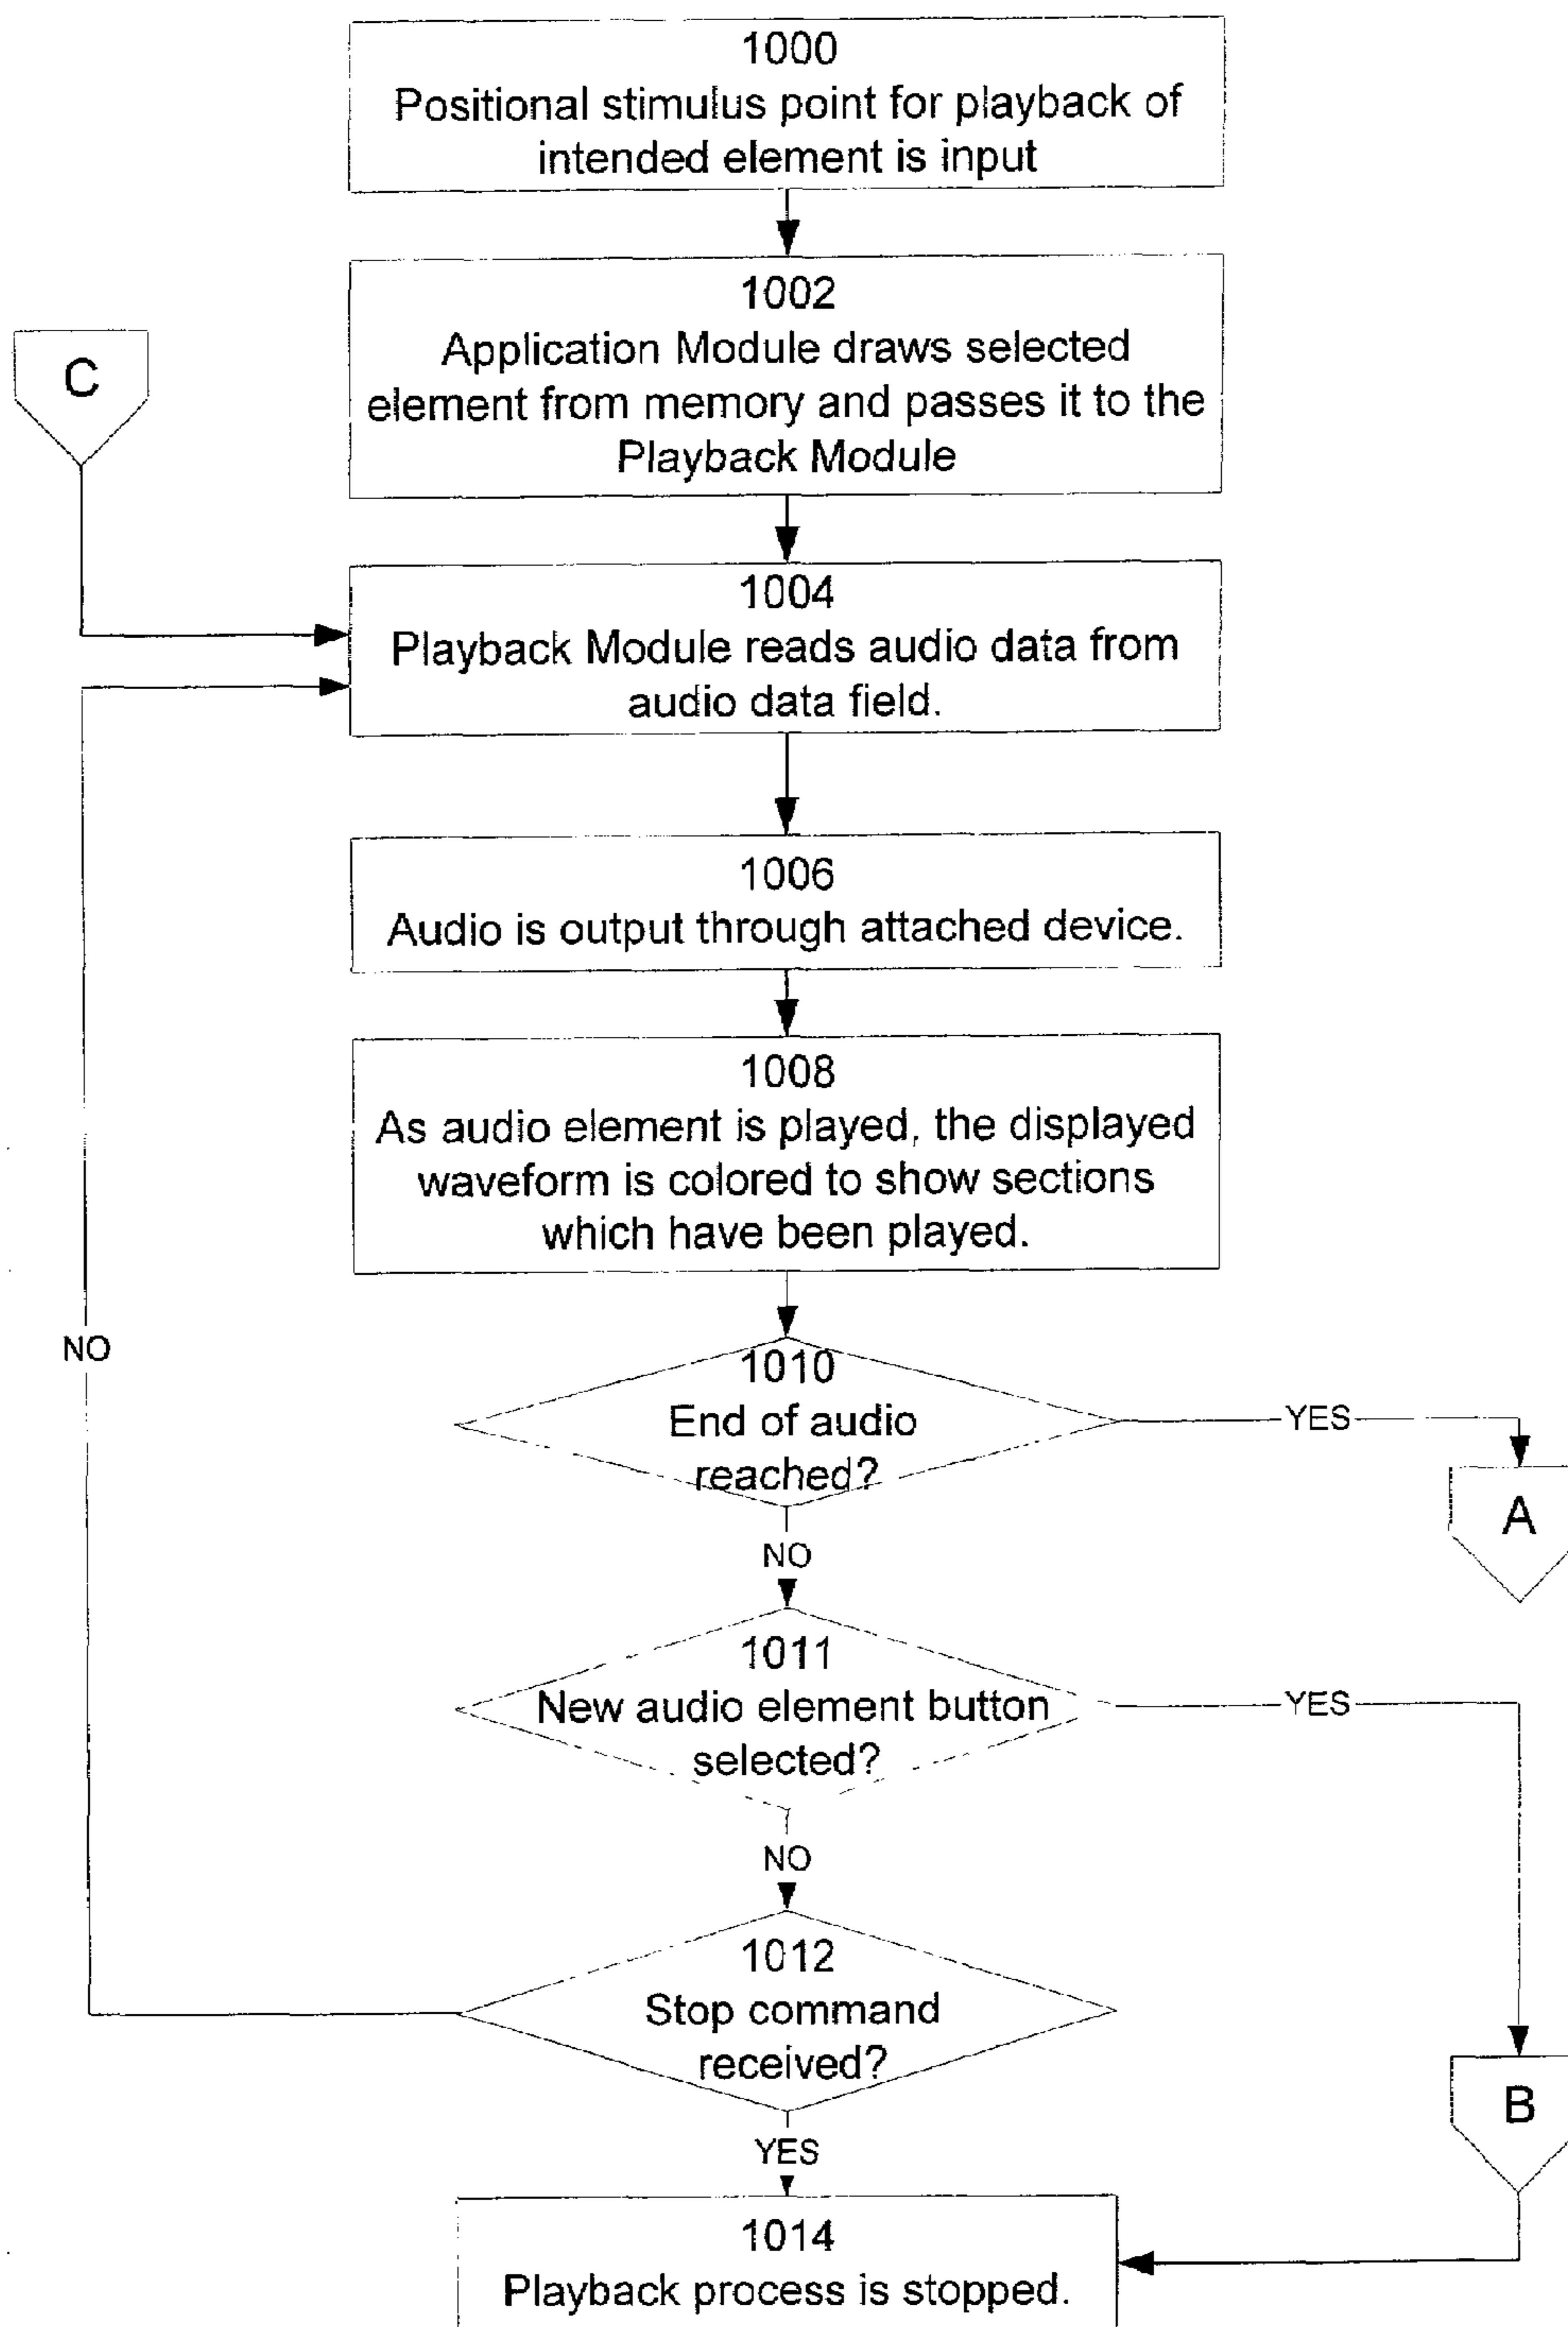 1000
Positional stimulus point for playback of
intended element is input
1002
Application Module draws selected
element from memory and passes it to the
Playback Module
C
1004
Playback Module reads audio data from
audio data field.
1006
Audio is output through attached device.
1008
As audio element is played, the displayed
waveform is colored to show sections
which have been played.
NO
1010
End of audio
reached?
YES
A
NO
1011
New audio element button
selected?
YES
NO
1012
Stop command
received?
B
YES
1014
Playback process is stopped.